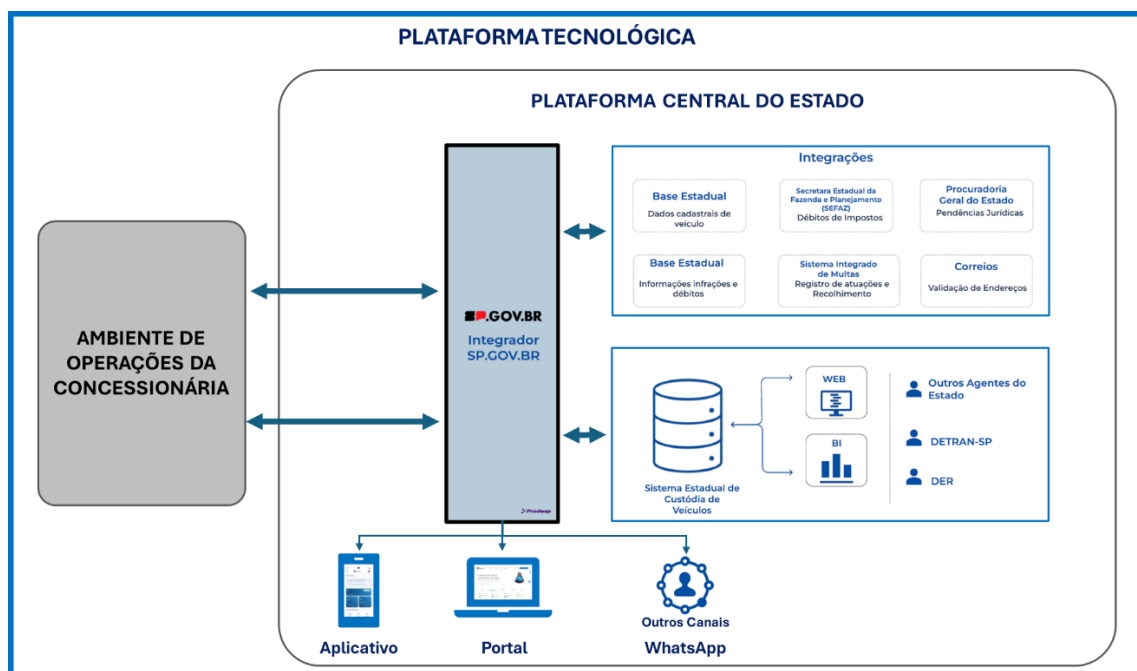 PLATAFORMA TECNOLÓGICA
PLATAFORMA CENTRAL DO ESTADO
AMBIENTE DE
OPERAÇÕES DA
CONCESSIONÁRIA
SP.GOV.BR
Integrador
SP.GOV.BR
Prodesp
Integrações
Base Estadual
Dados cadastrais de
veículo
Secretara Estadual da
Fazenda e Planejamento
(SEFAZ)
Débitos de Impostos
Procuradoria
Geral do Estado
Pendências Jurídicas
Base Estadual
Informações infrações e
débitos
Sistema Integrado
de Multas
Registro de atuações e
Recolhimento
Correios
Validação de Endereços
Sistema Estadual de
Custódia de
Veículos
WEB
BI
Outros Agentes do
Estado
DETRAN-SP
DER
Aplicativo
Portal
Outros Canais
WhatsApp